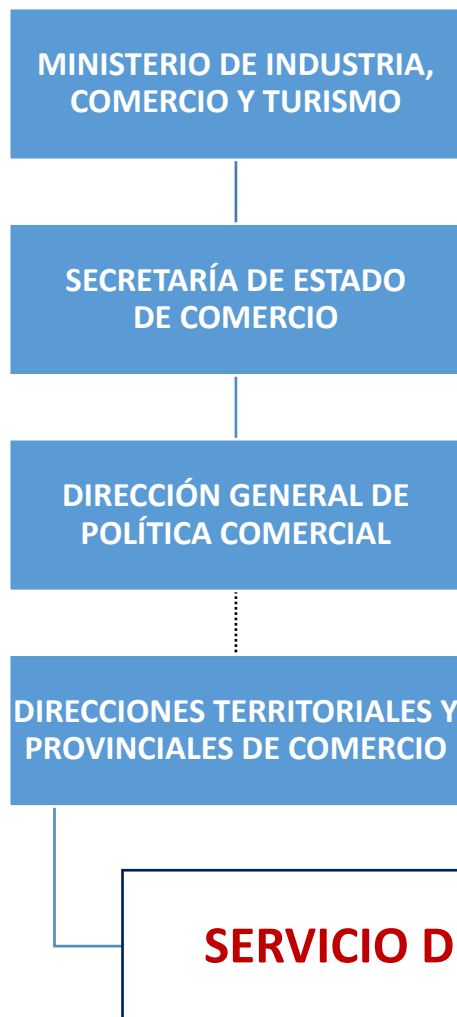 MINISTERIO DE INDUSTRIA,
COMERCIO Y TURISMO
SECRETARÍA DE ESTADO
DE COMERCIO
DIRECCIÓN GENERAL DE
POLÍTICA COMERCIAL
DIRECCIONES TERRITORIALES Y
PROVINCIALES DE COMERCIO
SERVICIO D